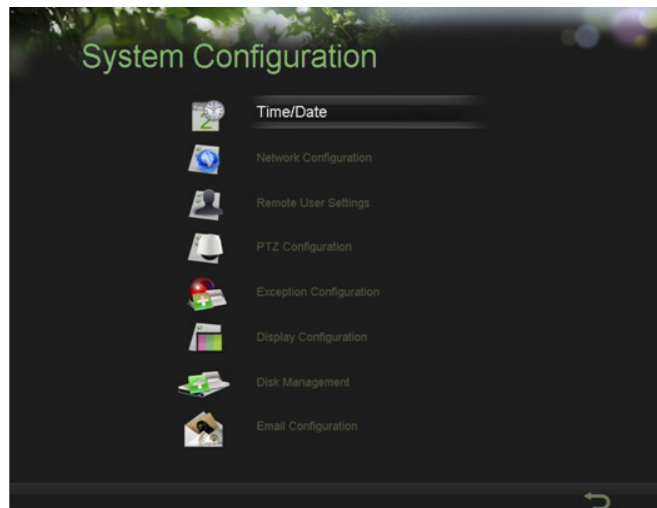 System Configuration
Time/Date
Network Configuration
Remote User Settings
PTZ Configuration
Exception Configuration
Display Configuration
Disk Management
Email Configuration